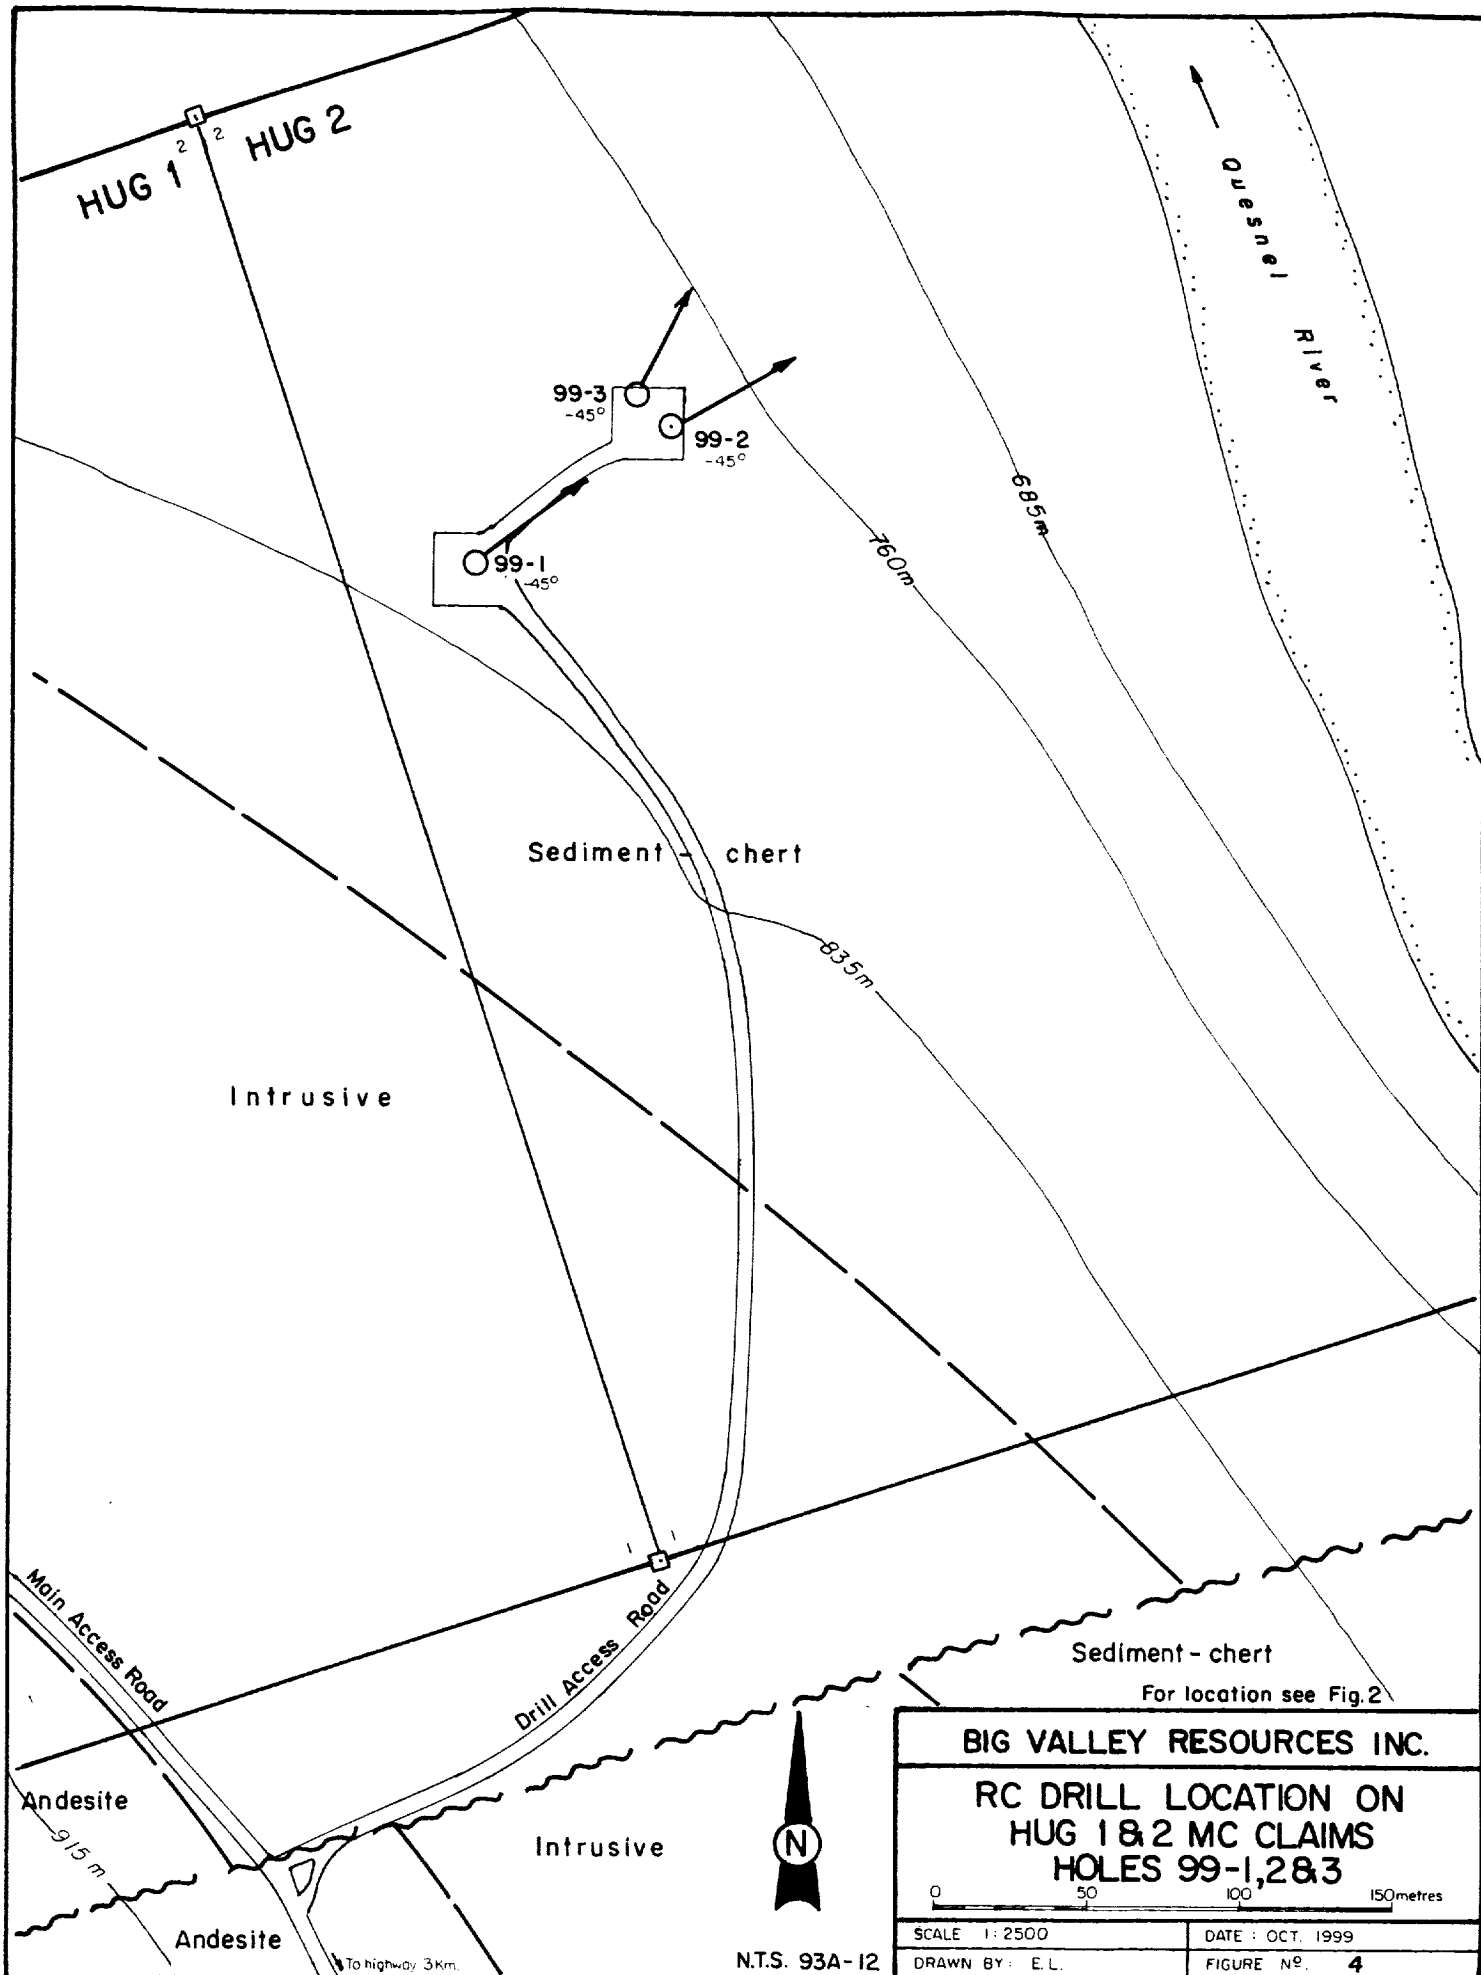 HUG 1
2
2
HUG 2
Quesnel River
99-3
-45°
99-2
-45°
99-1
-45°
685m
760m
Sediment - chert
835m
Intrusive
1
1
Main Access Road
Drill Access Road
Sediment - chert
For location see Fig. 2
Andesite
915 m
Intrusive
Andesite
To highway 3Km.
N
N.T.S. 93A-12
BIG VALLEY RESOURCES INC.
RC DRILL LOCATION ON
HUG 1 & 2 MC CLAIMS
HOLES 99-1,2&3
0 50 100 150 metres
SCALE 1:2500
DATE : OCT. 1999
DRAWN BY: E.L.
FIGURE Nº. 4